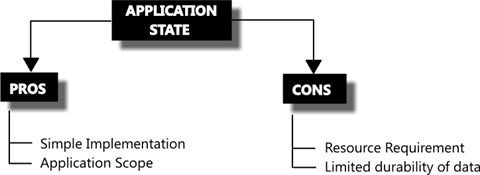 APPLICATION
STATE
PROS
CONS
Simple Implementation
Application Scope
Resource Requirement
Limited durability of data